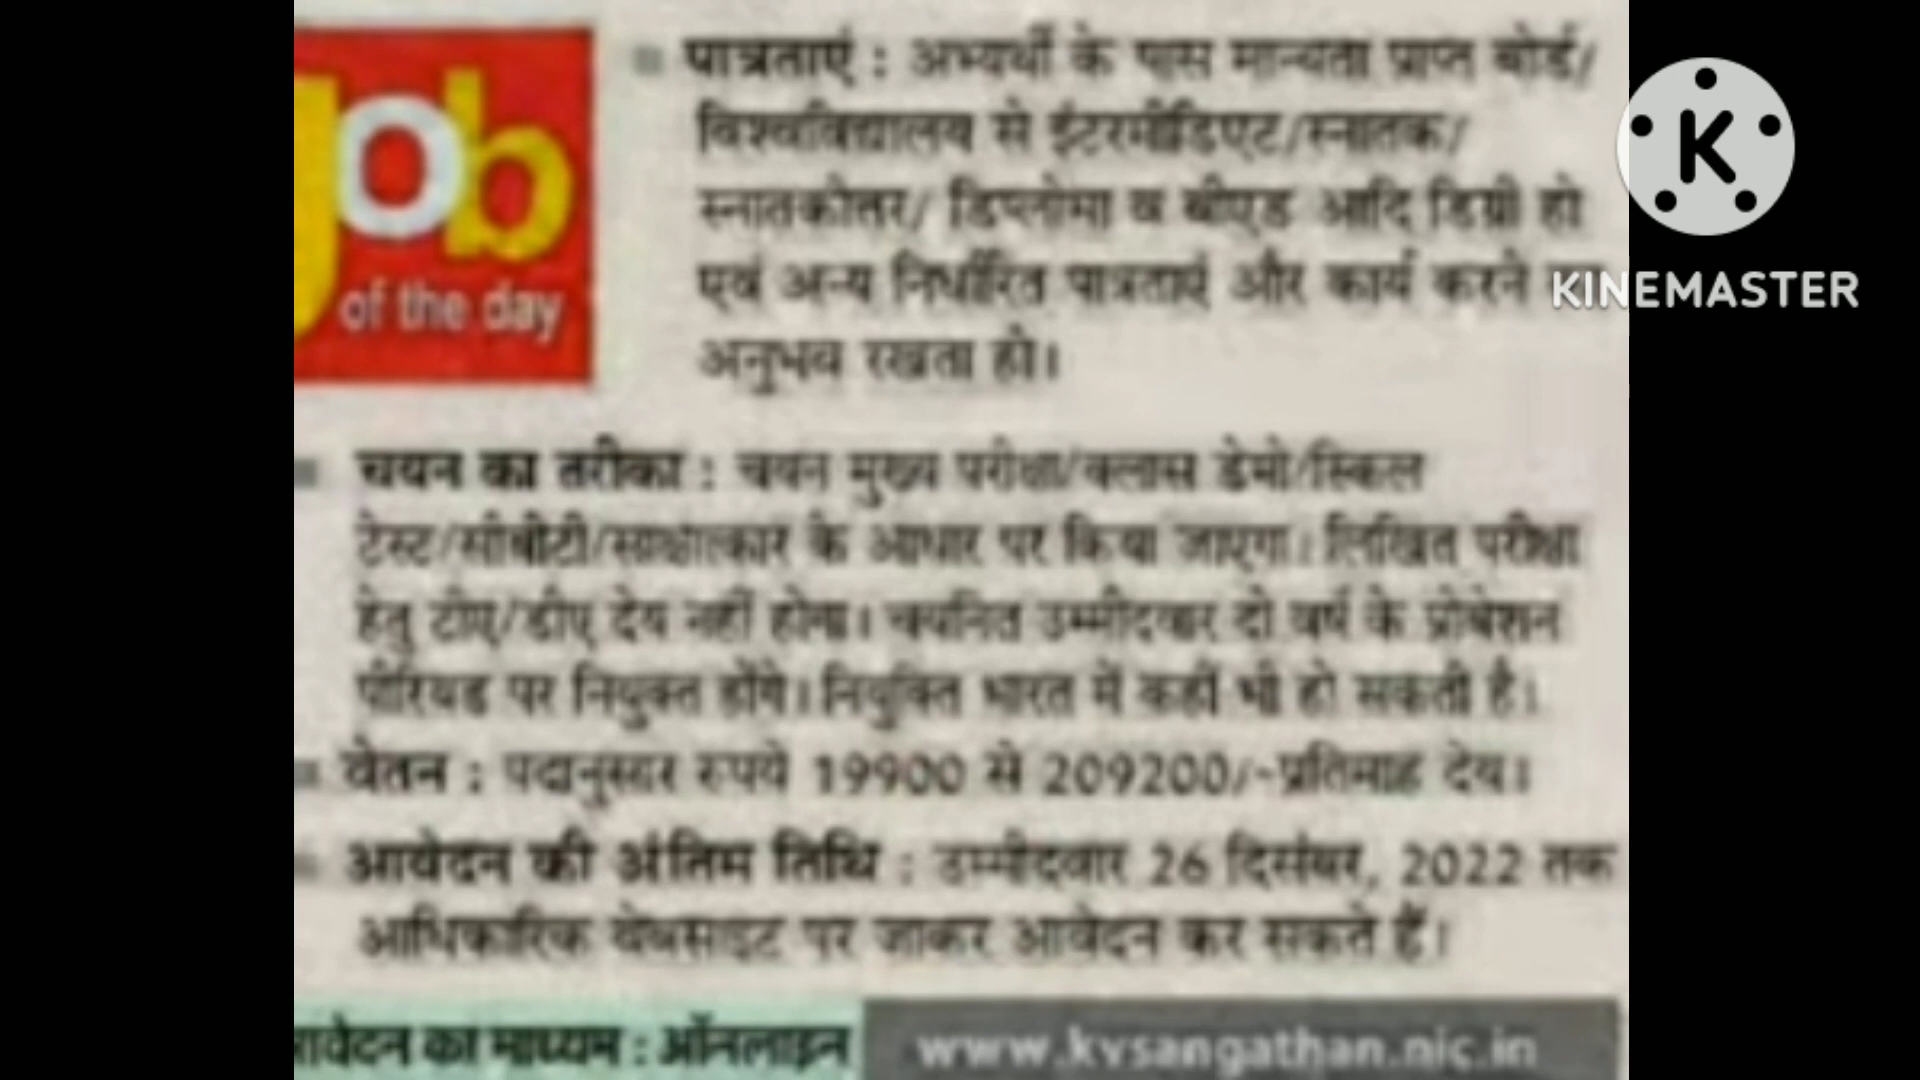 job
of the day
पात्रताएं : अभ्यर्थी के पास मान्यता प्राप्त बोर्ड/
विश्वविद्यालय से इंटरमीडिएट/स्नातक/
स्नातकोत्तर/ डिप्लोमा व बीएड आदि डिग्री हो
एवं अन्य निर्धारित पात्रताएं और कार्य करने
अनुभव रखता हो।
चयन का तरीका : चयन मुख्य परीक्षा/क्लास डेमो/स्किल
टेस्ट/सीबीटी/साक्षात्कार के आधार पर किया जाएगा। लिखित परीक्षा
हेतु टीए/डीए देय नहीं होगा। चयनित उम्मीदवार दो वर्ष के प्रोबेशन
पीरियड पर नियुक्त होंगे। नियुक्ति भारत में कहीं भी हो सकती है।
वेतन : पदानुसार रुपये 19900 से 209200/-प्रतिमाह देय।
आवेदन की अंतिम तिथि : उम्मीदवार 26 दिसंबर, 2022 तक
आधिकारिक वेबसाइट पर जाकर आवेदन कर सकते हैं।
आवेदन का माध्यम : ऑनलाइन www.kvsangathan.nic.in
K
KINEMASTER